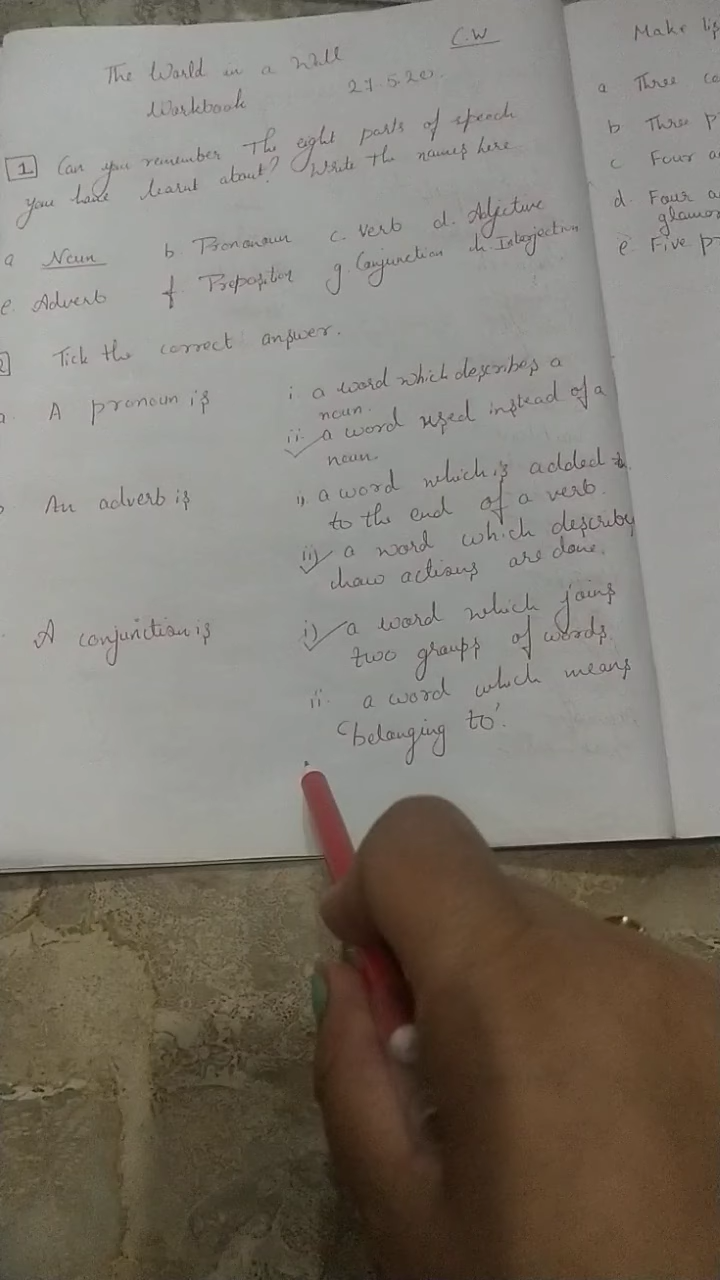 The World in a Wall C.W
Workbook 27.5.20.
1 Can you remember the eight parts of speech
you have learnt about? Write the names here
a Noun b. Prononoun c. Verb d. Adjective
e. Adverb f. Preposition g. Conjunction h. Interjection
2 Tick the correct answer.
a. A pronoun is i. a word which describes a
noun.
ii. a word used instead of a
noun.
An adverb is i, a word which is added
to the end of a verb.
ii) a word which describy
how actions are done.
A conjunction is i) a word which joins
two groups of words.
ii. a word which means
'belonging to'.
Make
a Three
b Three
c Four
d. Four
e. Five